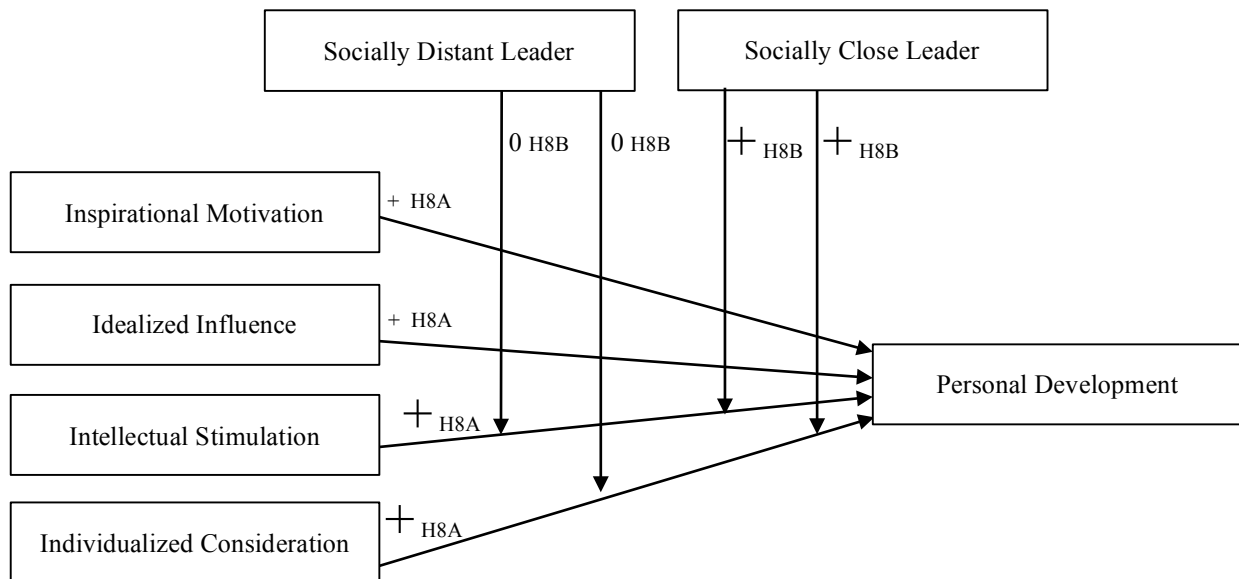 Socially Distant Leader
Socially Close Leader
0 H8B
0 H8B
+ H8B
+ H8B
Inspirational Motivation
+ H8A
Idealized Influence
+ H8A
Personal Development
Intellectual Stimulation
+ H8A
Individualized Consideration
+ H8A